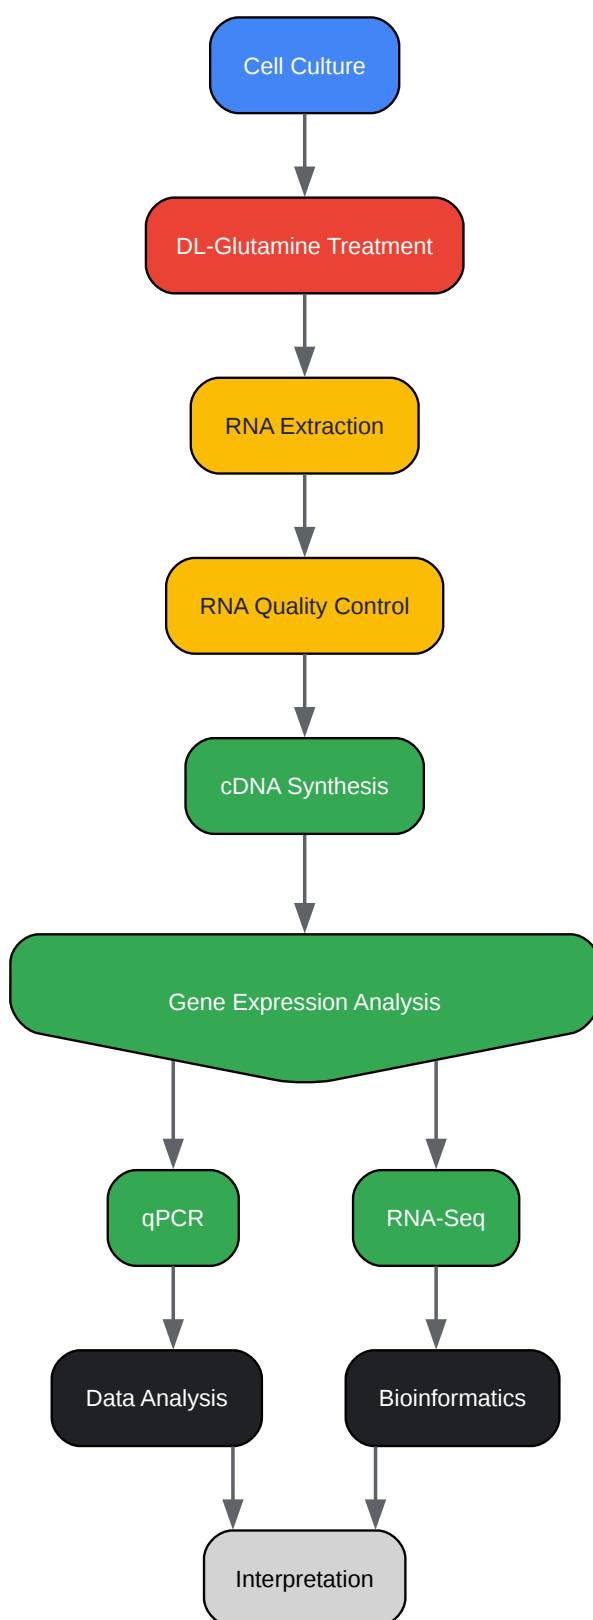 Cell Culture
DL-Glutamine Treatment
RNA Extraction
RNA Quality Control
cDNA Synthesis
Gene Expression Analysis
qPCR
RNA-Seq
Data Analysis
Bioinformatics
Interpretation